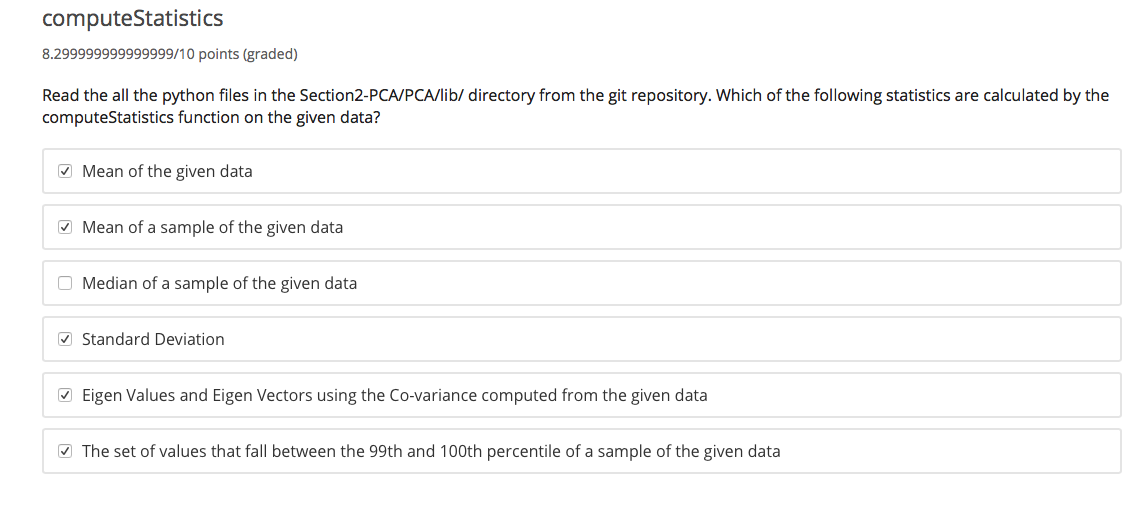 computeStatistics
8.299999999999999/10 points (graded)
Read the all the python files in the Section2-PCA/PCA/lib/ directory from the git repository. Which of the following statistics are calculated by the
computeStatistics function on the given data?
Mean of the given data
Mean of a sample of the given data
Median of a sample of the given data
Standard Deviation
Eigen Values and Eigen Vectors using the Co-variance computed from the given data
The set of values that fall between the 99th and 100th percentile of a sample of the given data